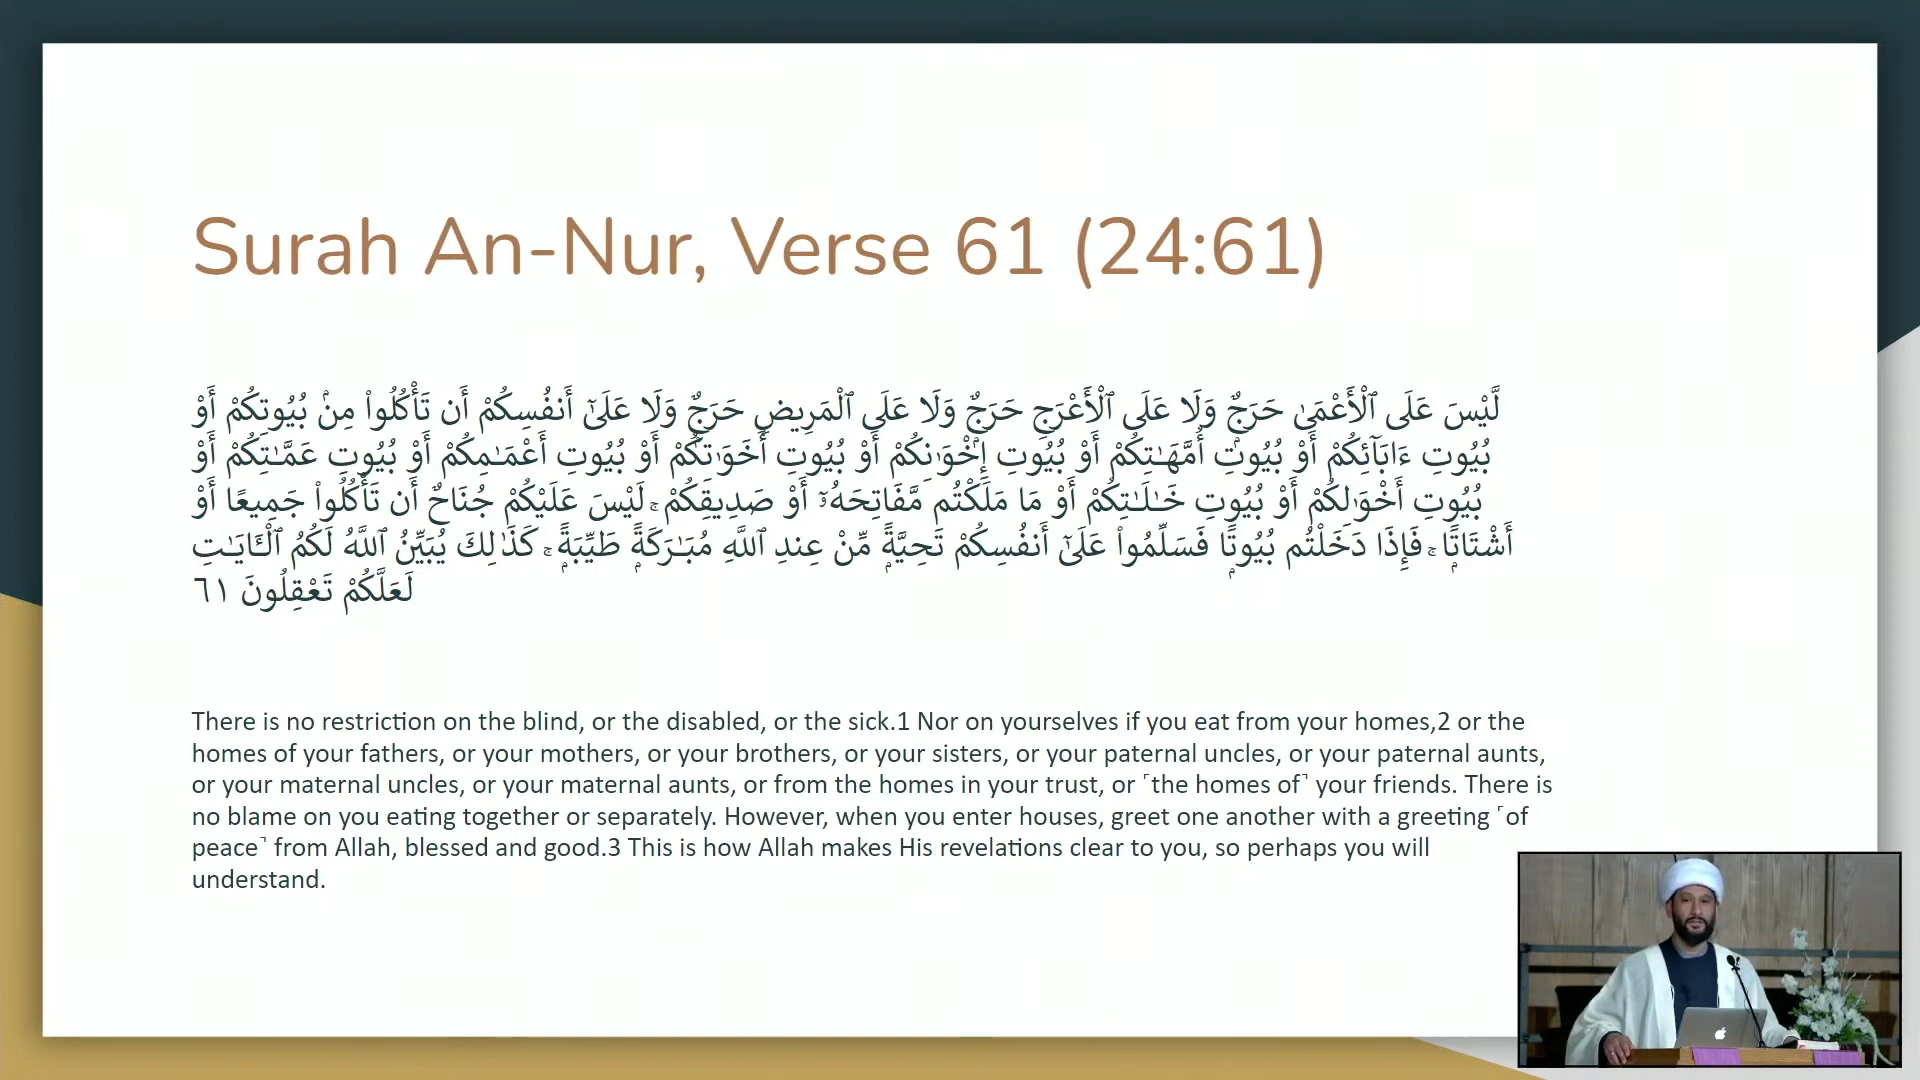 Surah An-Nur, Verse 61 (24:61)
لَّيْسَ عَلَى ٱلْأَعْمَىٰ حَرَجٌۭ وَلَا عَلَى ٱلْأَعْرَجِ حَرَجٌۭ وَلَا عَلَى ٱلْمَرِيضِ حَرَجٌۭ وَلَا عَلَىٰٓ أَنفُسِكُمْ أَن تَأْكُلُوا۟ مِنۢ بُيُوتِكُمْ أَوْ
بُيُوتِ ءَابَآئِكُمْ أَوْ بُيُوتِ أُمَّهَـٰتِكُمْ أَوْ بُيُوتِ إِخْوَٰنِكُمْ أَوْ بُيُوتِ أَخَوَٰتِكُمْ أَوْ بُيُوتِ أَعْمَـٰمِكُمْ أَوْ بُيُوتِ عَمَّـٰتِكُمْ أَوْ
بُيُوتِ أَخْوَٰلِكُمْ أَوْ بُيُوتِ خَـٰلَـٰتِكُمْ أَوْ مَا مَلَكْتُم مَّفَاتِحَهُۥٓ أَوْ صَدِيقِكُمْ ۚ لَيْسَ عَلَيْكُمْ جُنَاحٌ أَن تَأْكُلُوا۟ جَمِيعًا أَوْ
أَشْتَاتًۭا ۚ فَإِذَا دَخَلْتُم بُيُوتًۭا فَسَلِّمُوا۟ عَلَىٰٓ أَنفُسِكُمْ تَحِيَّةًۭ مِّنْ عِندِ ٱللَّهِ مُبَـٰرَكَةًۭ طَيِّبَةًۭ ۚ كَذَٰلِكَ يُبَيِّنُ ٱللَّهُ لَكُمُ ٱلْـَٔايَـٰتِ
لَعَلَّكُمْ تَعْقِلُونَ ٦١
There is no restriction on the blind, or the disabled, or the sick.1 Nor on yourselves if you eat from your homes,2 or the
homes of your fathers, or your mothers, or your brothers, or your sisters, or your paternal uncles, or your paternal aunts,
or your maternal uncles, or your maternal aunts, or from the homes in your trust, or ˹the homes of˺ your friends. There is
no blame on you eating together or separately. However, when you enter houses, greet one another with a greeting ˹of
peace˺ from Allah, blessed and good.3 This is how Allah makes His revelations clear to you, so perhaps you will
understand.